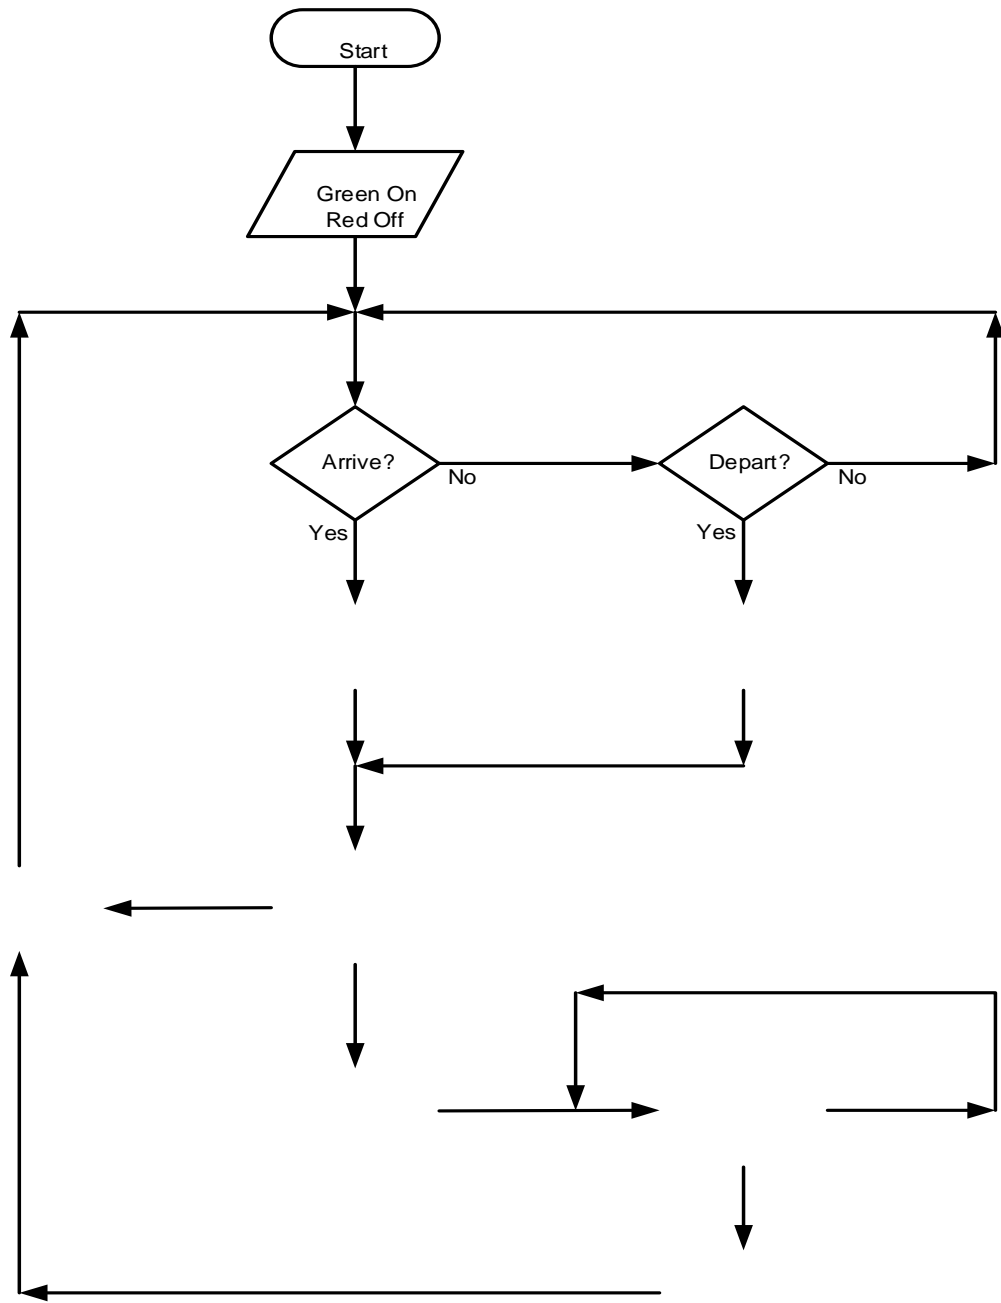 Start
Green On
Red Off
Arrive?
No
Depart?
No
Yes
Yes